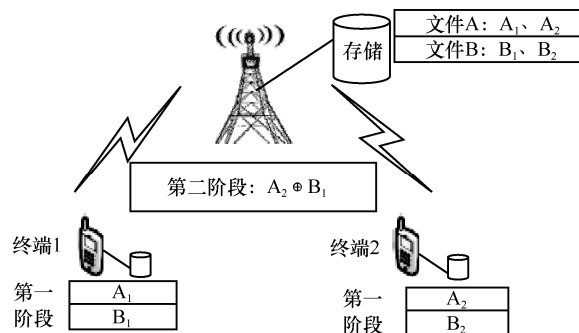 存储
文件A：A₁、A₂
文件B：B₁、B₂
第二阶段：A₂⊕B₁
终端1
第一
阶段
A₁
B₁
终端2
第一
阶段
A₂
B₂